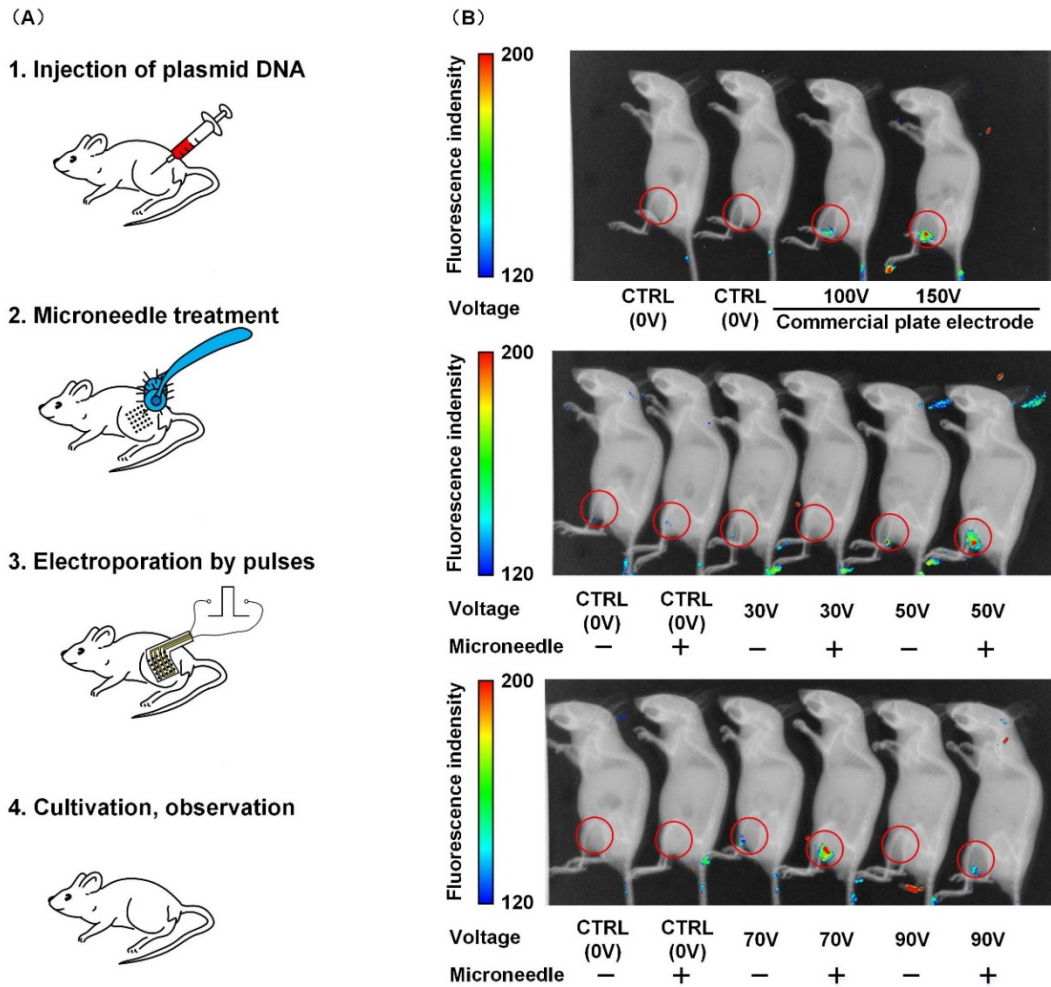 (A)
1. Injection of plasmid DNA
2. Microneedle treatment
3. Electroporation by pulses
4. Cultivation, observation
(B)
200
Fluorescence indensity
120
Voltage CTRL (0V) CTRL (0V) 100V 150V
Commercial plate electrode
200
Fluorescence indensity
120
Voltage CTRL (0V) CTRL (0V) 30V 30V 50V 50V
Microneedle − + − + − +
200
Fluorescence indensity
120
Voltage CTRL (0V) CTRL (0V) 70V 70V 90V 90V
Microneedle − + − + − +